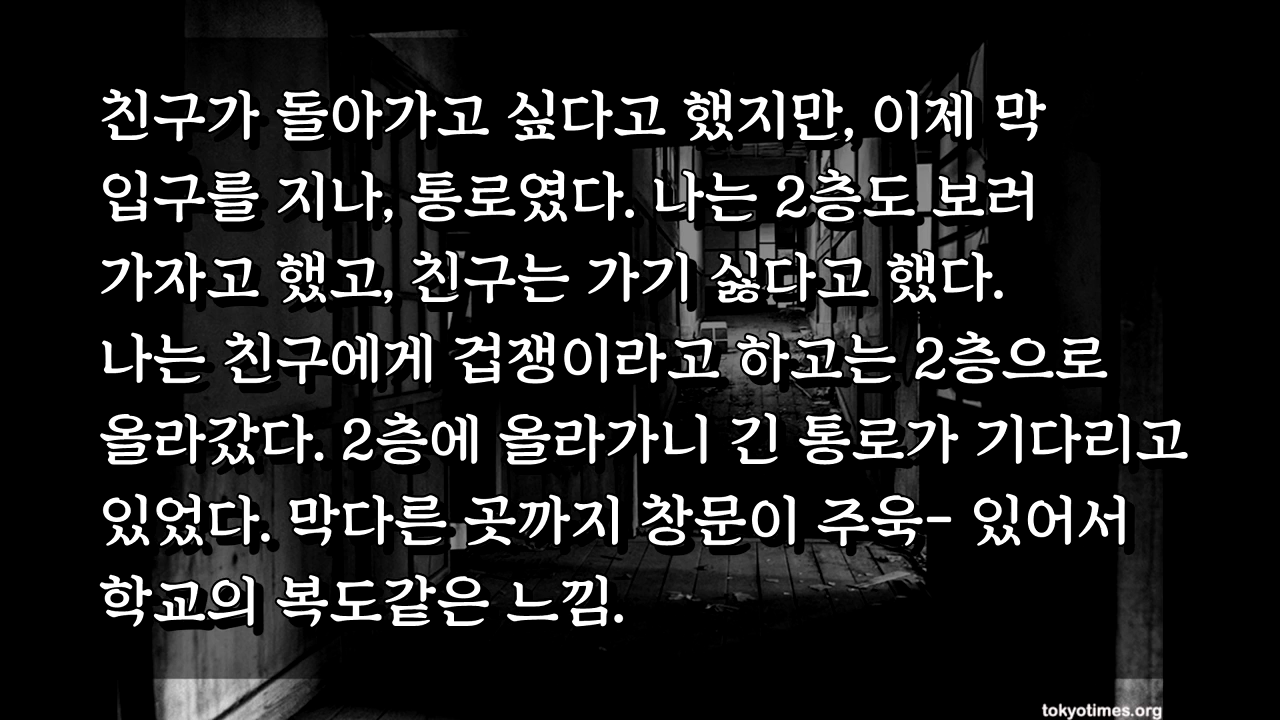 친구가 돌아가고 싶다고 했지만, 이제 막
입구를 지나, 통로였다. 나는 2층도 보러
가자고 했고, 친구는 가기 싫다고 했다.
나는 친구에게 겁쟁이라고 하고는 2층으로
올라갔다. 2층에 올라가니 긴 통로가 기다리고
있었다. 막다른 곳까지 창문이 주욱- 있어서
학교의 복도같은 느낌.
tokyotimes.org